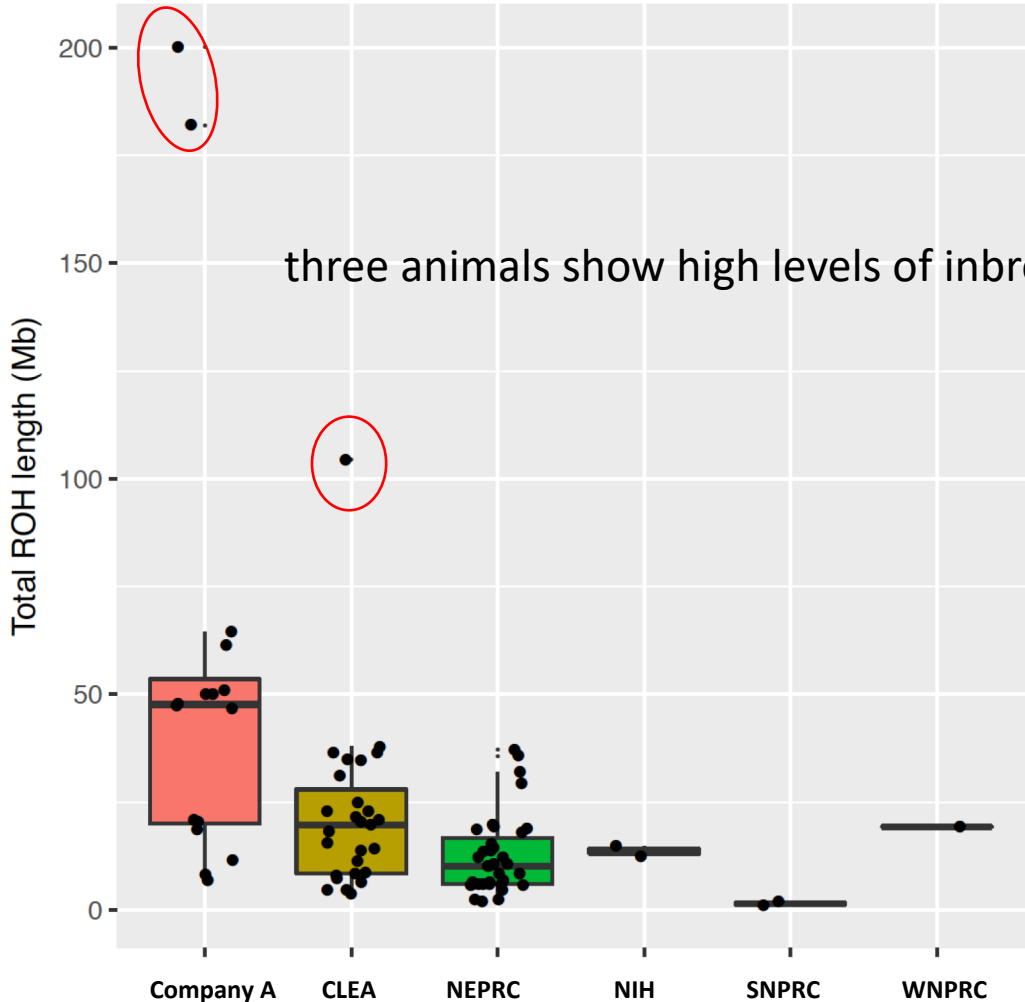 200
150
three animals show high levels of inbr
100
50
0
Total ROH length (Mb)
Company A CLEA NEPRC NIH SNPRC WNPRC